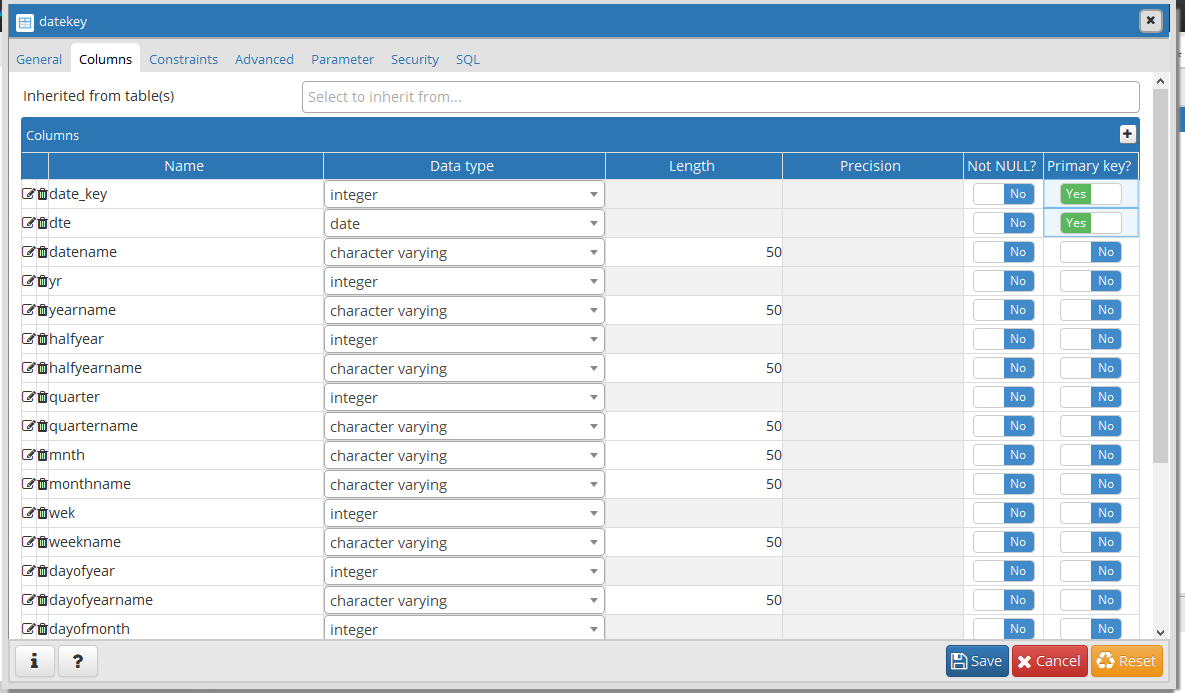 datekey
General Columns Constraints Advanced Parameter Security SQL
Inherited from table(s) Select to inherit from...
Columns
Name Data type Length Precision Not NULL? Primary key?
date_key integer No Yes
dte date No Yes
datename character varying 50 No No
yr integer No No
yearname character varying 50 No No
halfyear integer No No
halfyearname character varying 50 No No
quarter integer No No
quartername character varying 50 No No
mnth character varying 50 No No
monthname character varying 50 No No
wek integer No No
weekname character varying 50 No No
dayofyear integer No No
dayofyearname character varying 50 No No
dayofmonth integer No No
i ? Save Cancel Reset